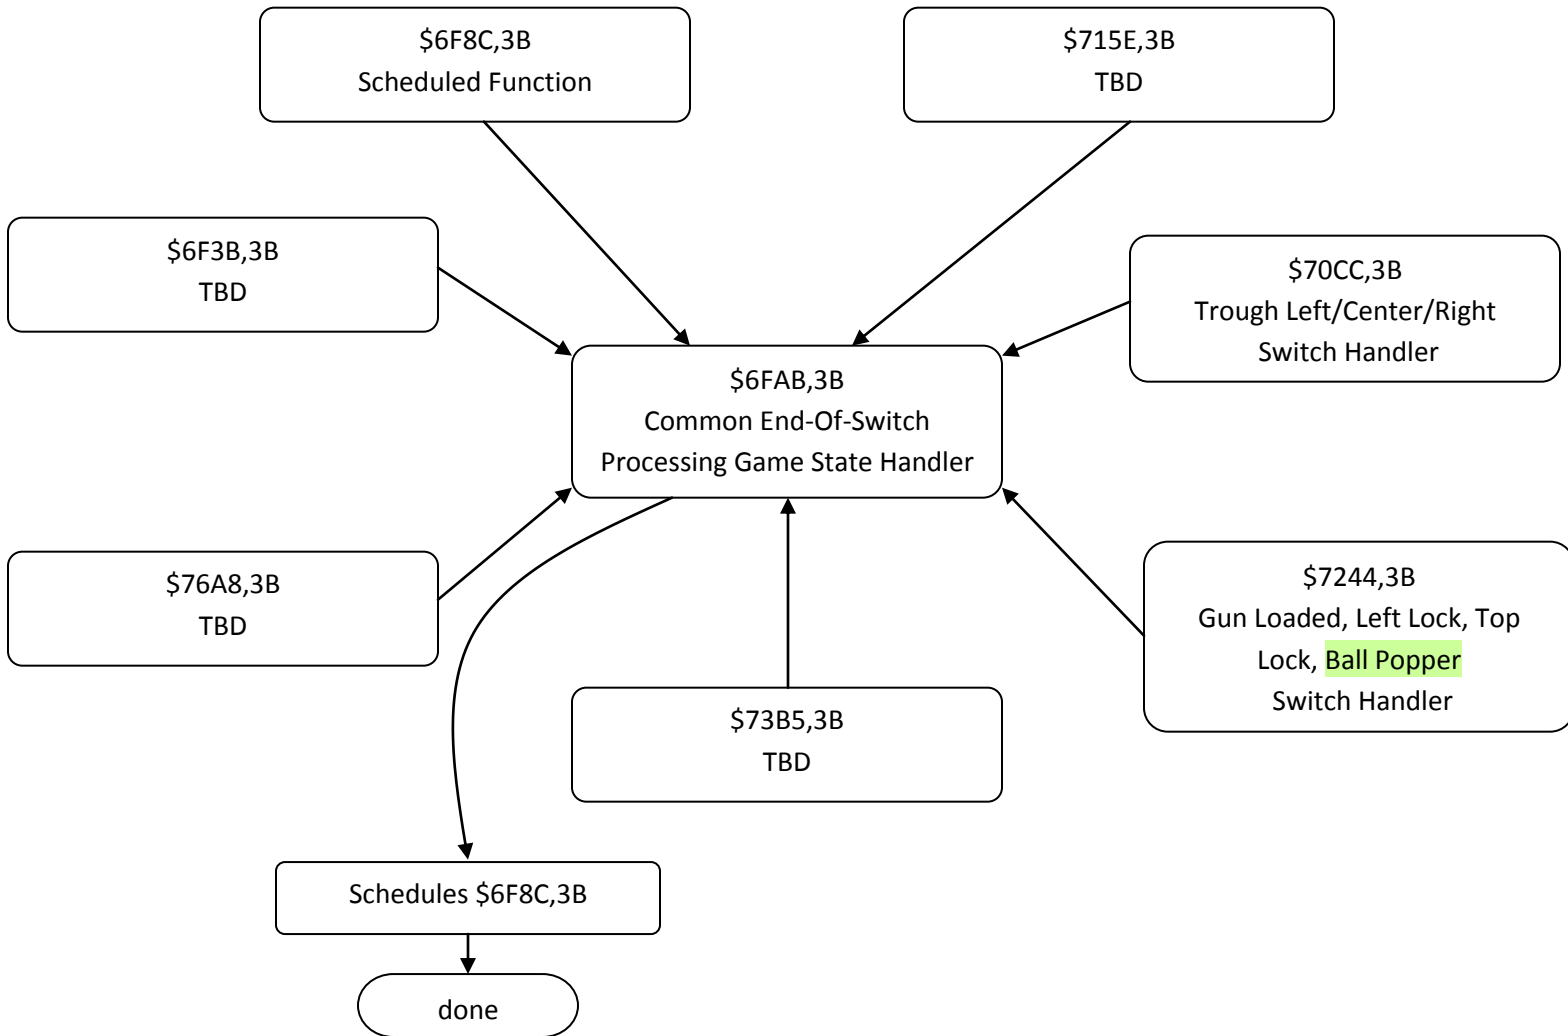 $6F8C,3B
Scheduled Function
$715E,3B
TBD
$6F3B,3B
TBD
$70CC,3B
Trough Left/Center/Right
Switch Handler
$6FAB,3B
Common End-Of-Switch
Processing Game State Handler
$76A8,3B
TBD
$7244,3B
Gun Loaded, Left Lock, Top
Lock, Ball Popper
Switch Handler
$73B5,3B
TBD
Schedules $6F8C,3B
done